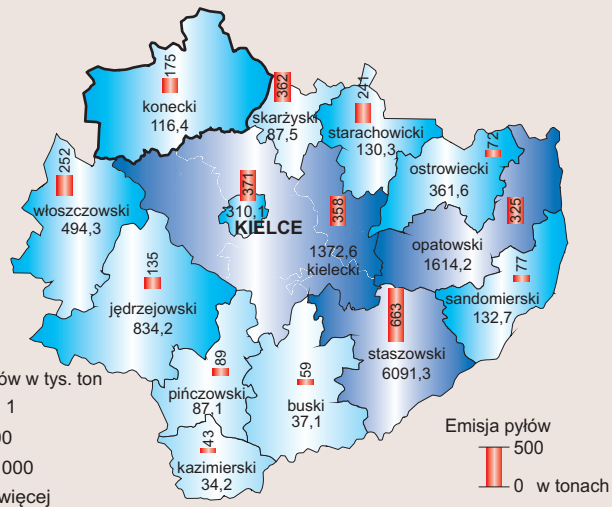 175
konecki
116,4
362
skarżyski
87,5
241
starachowicki
130,3
72
ostrowiecki
361,6
252
włoszczowski
494,3
371
310,1
KIELCE
358
1372,6
kielecki
325
opatowski
1614,2
77
sandomierski
132,7
135
jędrzejowski
834,2
663
staszowski
6091,3
89
pińczowski
87,1
59
buski
37,1
43
kazimierski
34,2
w tys. ton
1
000
więcej
Emisja pyłów
500
0 w tonach